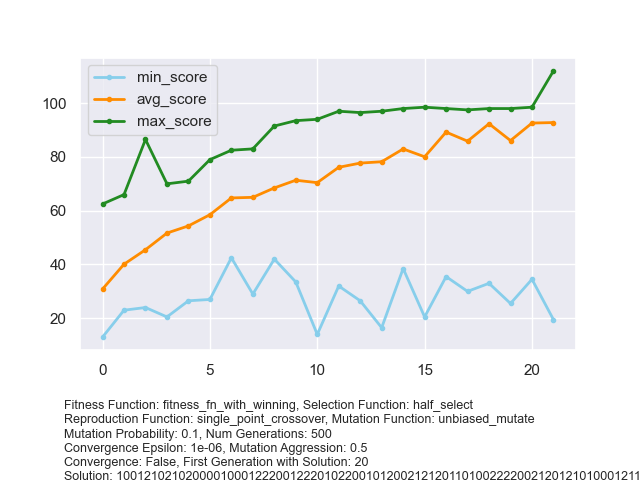 min_score
avg_score
max_score
100
80
60
40
20
0 5 10 15 20
Fitness Function: fitness_fn_with_winning, Selection Function: half_select
Reproduction Function: single_point_crossover, Mutation Function: unbiased_mutate
Mutation Probability: 0.1, Num Generations: 500
Convergence Epsilon: 1e-06, Mutation Aggression: 0.5
Convergence: False, First Generation with Solution: 20
Solution: